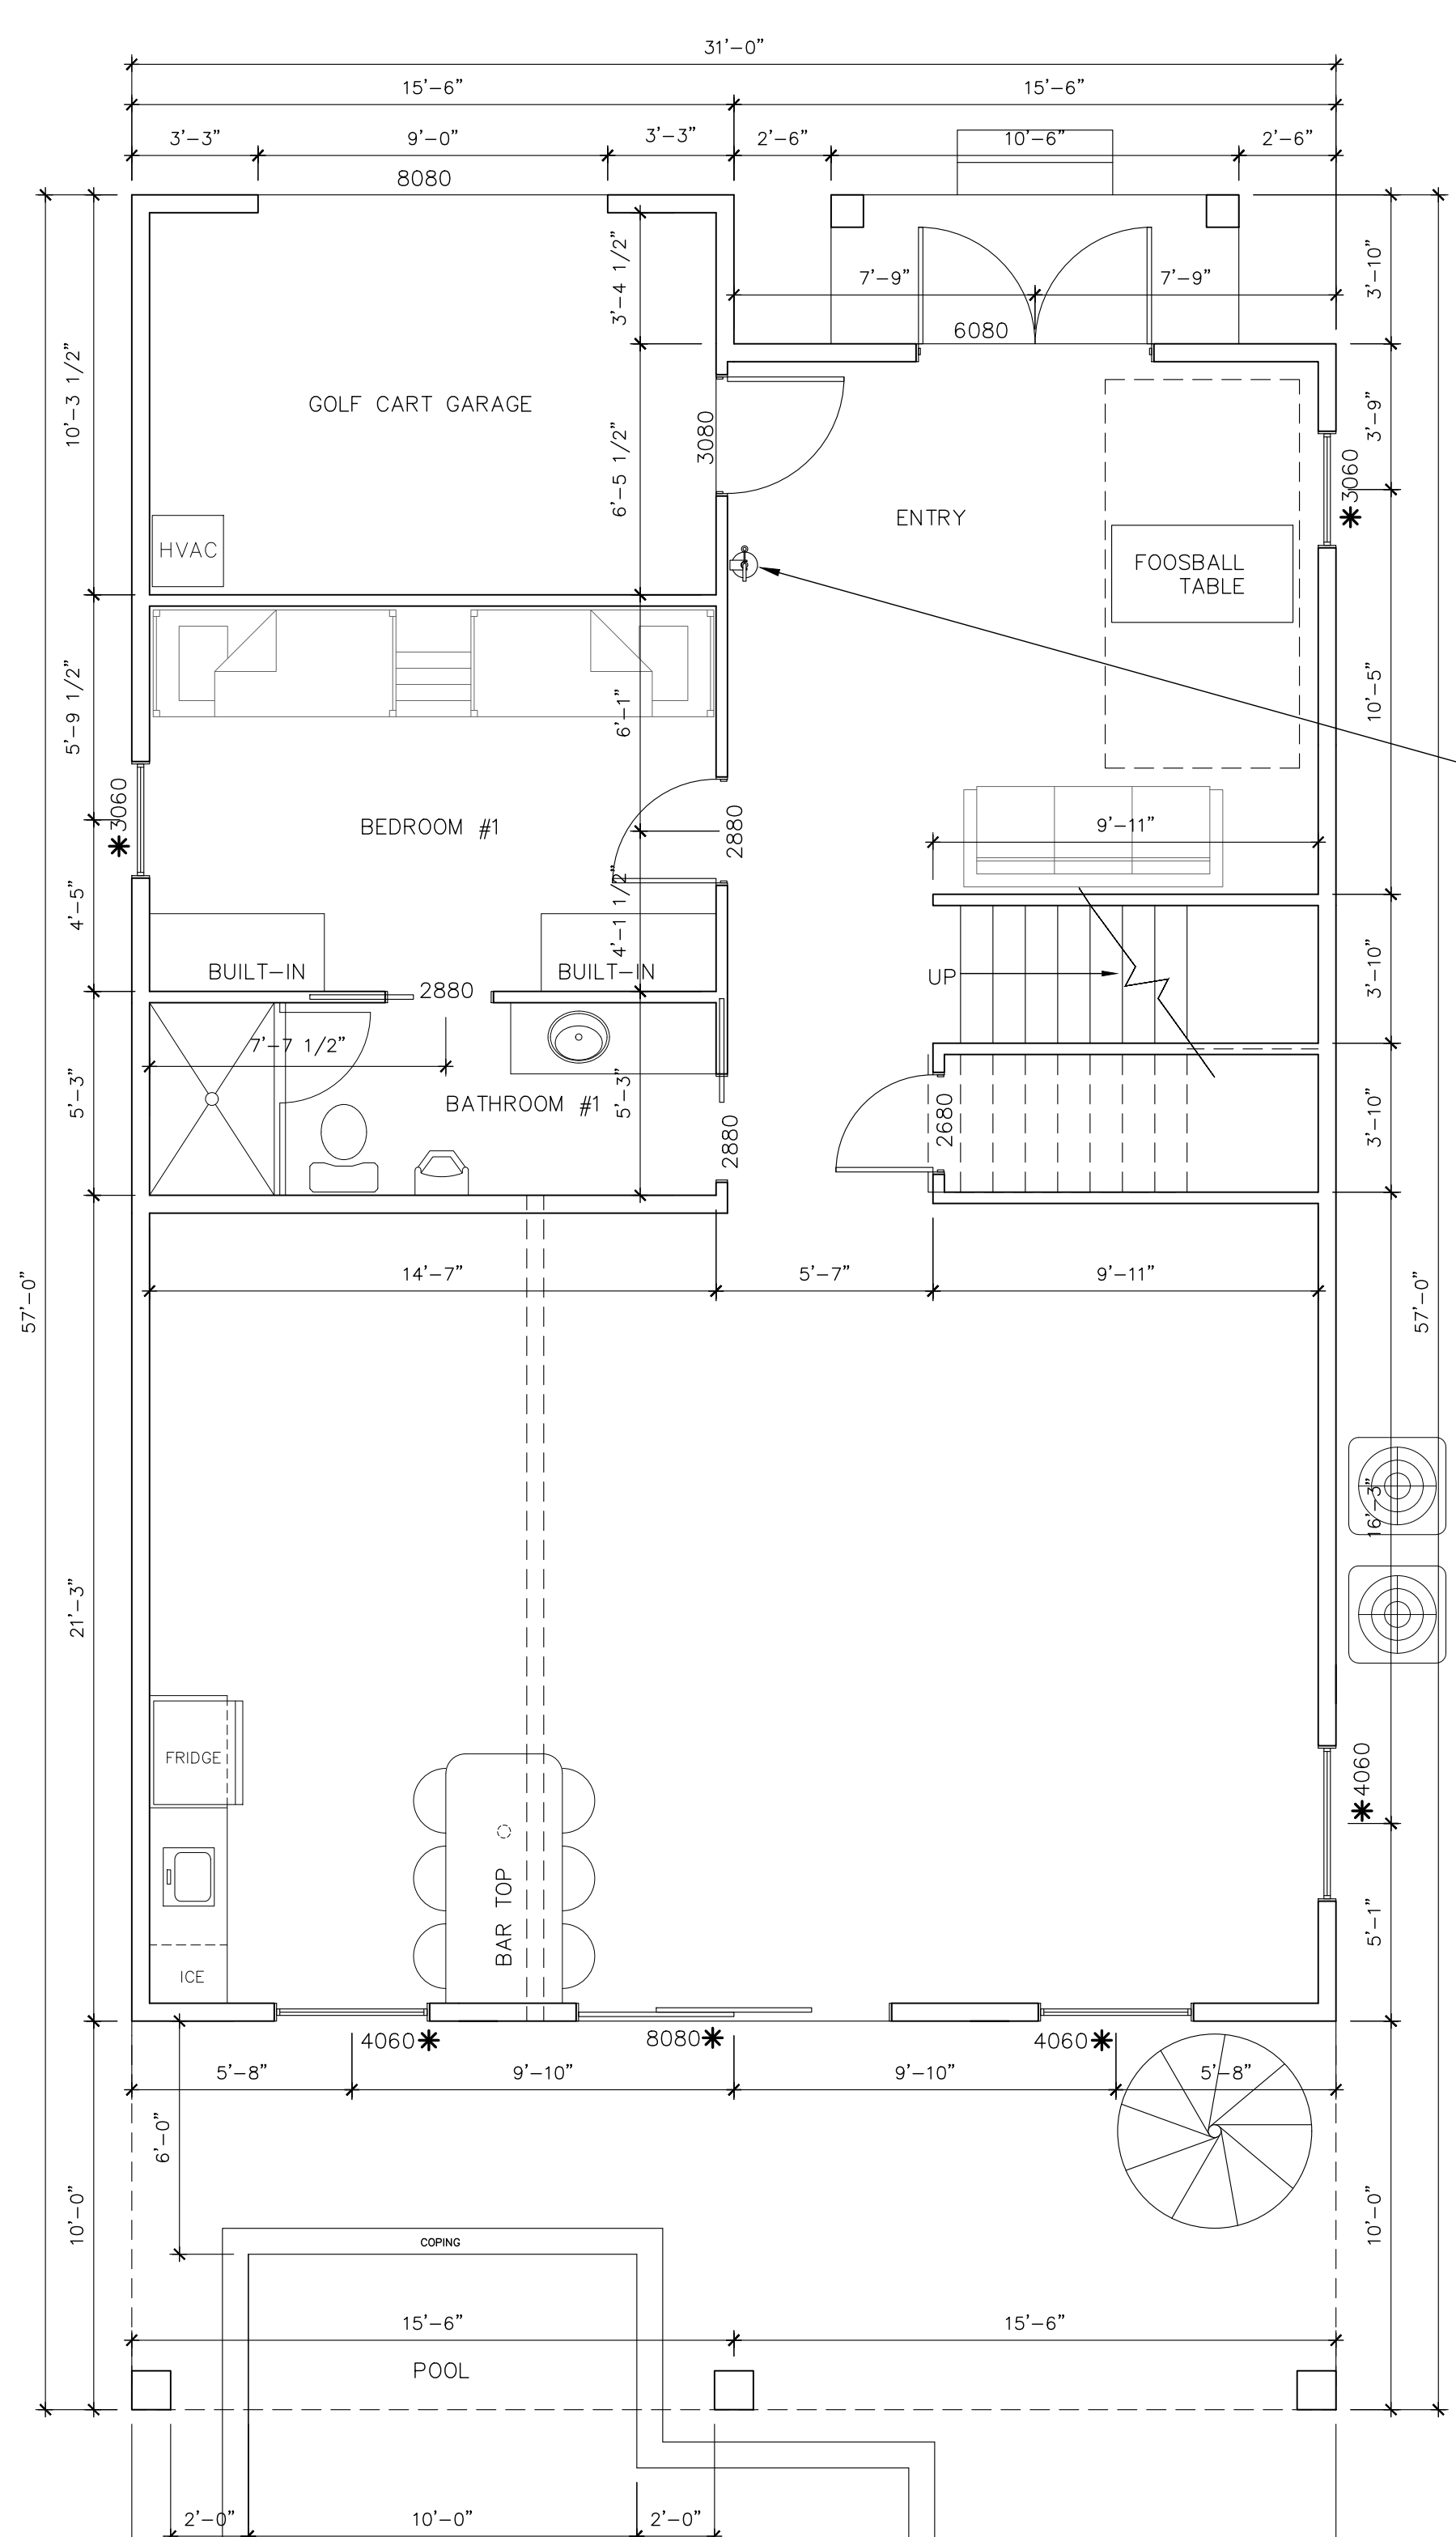 31'-0"
15'-6" 15'-6"
3'-3" 9'-0" 3'-3" 2'-6" 10'-6" 2'-6"
8080
3'-4 1/2"
7'-9" 7'-9"
3'-10"
6080
10'-3 1/2"
GOLF CART GARAGE
3080
6'-5 1/2"
3'-9"
✱3060
ENTRY
HVAC
FOOSBALL
TABLE
5'-9 1/2"
6'-1"
10'-5"
✱3060
BEDROOM #1
2880
9'-11"
4'-5"
4'-1 1/2"
BUILT-IN BUILT-IN
UP
3'-10"
2880
7'-7 1/2"
5'-3"
BATHROOM #1
5'-3"
2880
2680
3'-10"
57'-0"
14'-7" 5'-7" 9'-11"
57'-0"
16'-3"
21'-3"
FRIDGE
✱4060
BAR TOP
ICE
5'-1"
4060✱ 8080✱ 4060✱
5'-8" 9'-10" 9'-10" 5'-8"
6'-0"
10'-0"
10'-0"
COPING
15'-6" 15'-6"
POOL
2'-0" 10'-0" 2'-0"